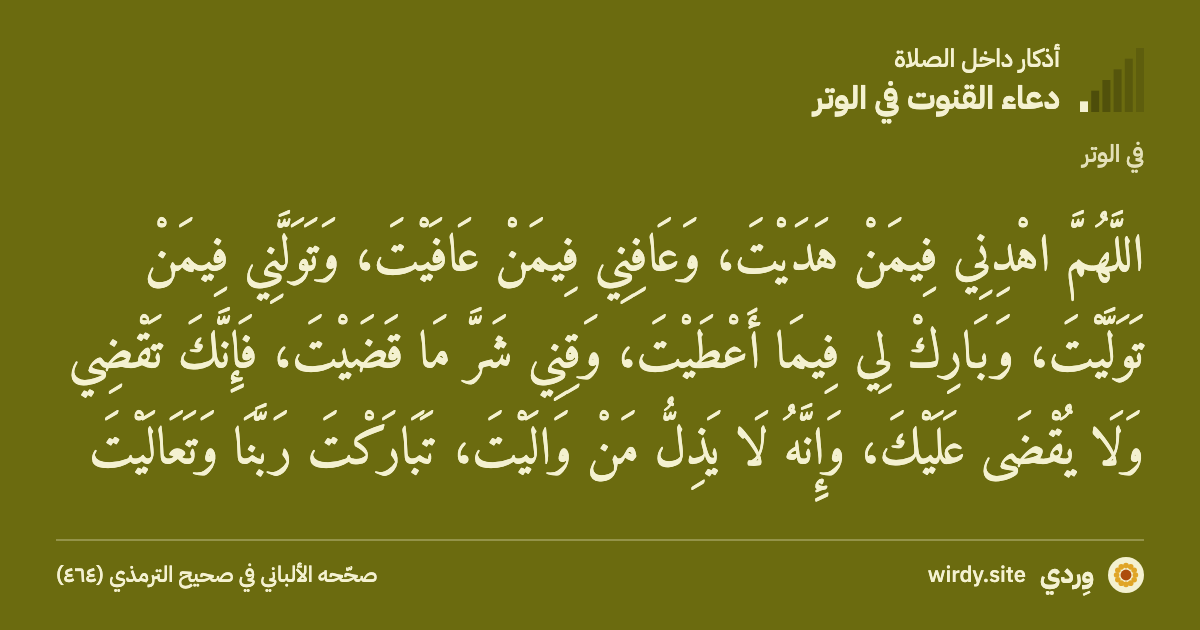 أذكار داخل الصلاة
دعاء القنوت في الوتر
في الوتر
اللَّهُمَّ اهْدِنِي فِيمَنْ هَدَيْتَ، وَعَافِنِي فِيمَنْ عَافَيْتَ، وَتَوَلَّنِي فِيمَنْ
تَوَلَّيْتَ، وَبَارِكْ لِي فِيمَا أَعْطَيْتَ، وَقِنِي شَرَّ مَا قَضَيْتَ، فَإِنَّكَ تَقْضِي
وَلَا يُقْضَى عَلَيْكَ، وَإِنَّهُ لَا يَذِلُّ مَنْ وَالَيْتَ، تَبَارَكْتَ رَبَّنَا وَتَعَالَيْتَ
وِردي wirdy.site
صحّحه الألباني في صحيح الترمذي (٤٦٤)